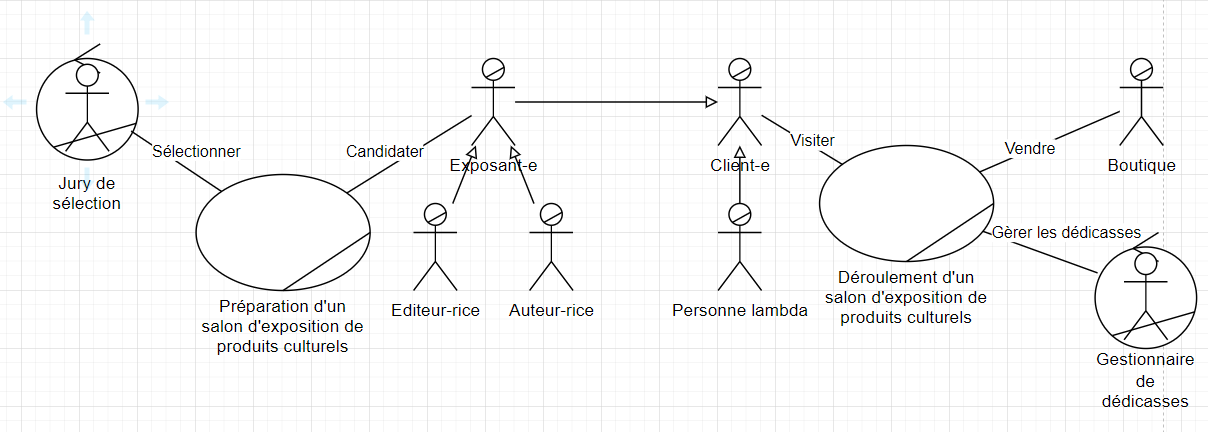 Sélectionner
Candidater
Exposant-e
Visiter
Client-e
Vendre
Boutique
Jury de
sélection
Gérer les dédicasses
Préparation d'un
salon d'exposition de
produits culturels
Editeur-rice
Auteur-rice
Personne lambda
Déroulement d'un
salon d'exposition de
produits culturels
Gestionnaire
de
dédicasses